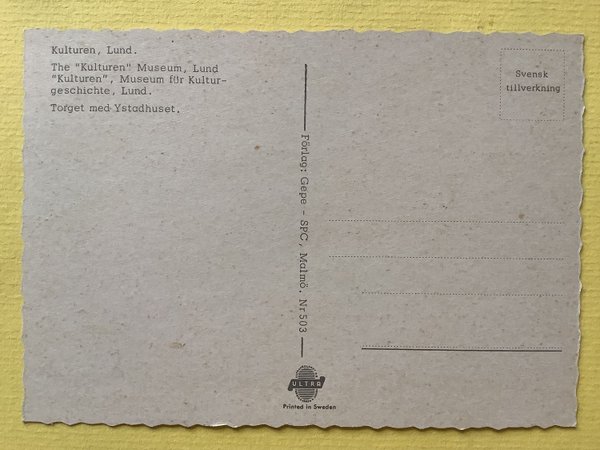 Kulturen, Lund.
The "Kulturen" Museum, Lund
"Kulturen", Museum für Kultur-
geschichte, Lund.
Torget med Ystadhuset.
Svensk
tillverkning
Förlag: Gepe - SPC, Malmö. Nr 503
ULTRA
Printed in Sweden